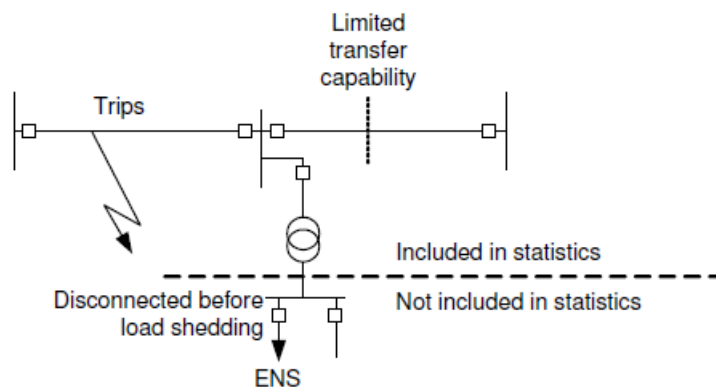 Limited
transfer
capability
Trips
Included in statistics
Disconnected before
load shedding
Not included in statistics
ENS